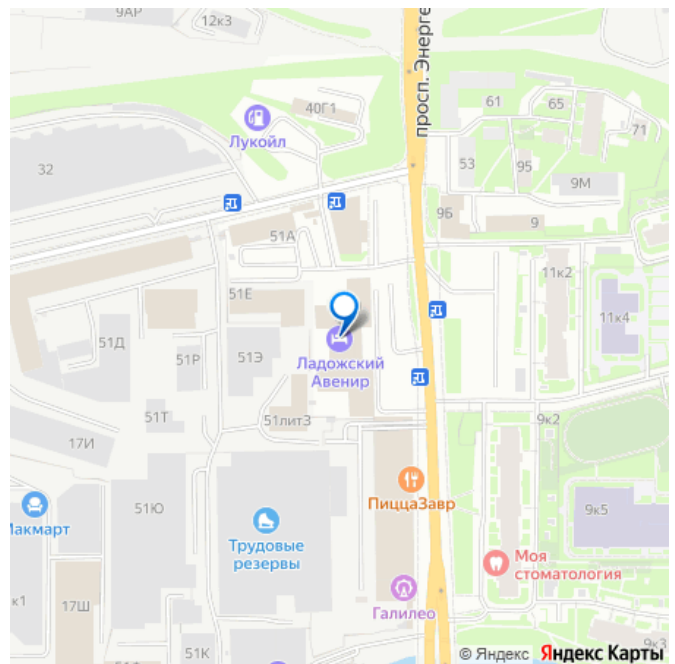 9АР
12к3
просп. Энерге
40Г1
Лукойл
61
65
71
32
53
95
9М
9Б
9
51А
11к2
51Е
11к4
51Д
51Р
51Э
Ладожский
Авенир
51Т
51лит3
9к2
17И
ПиццаЗавр
51Ю
9к5
Макмарт
Трудовые
резервы
Моя
стоматология
к1
17Ш
Галилео
9к3
51К
© Яндекс Яндекс Карты